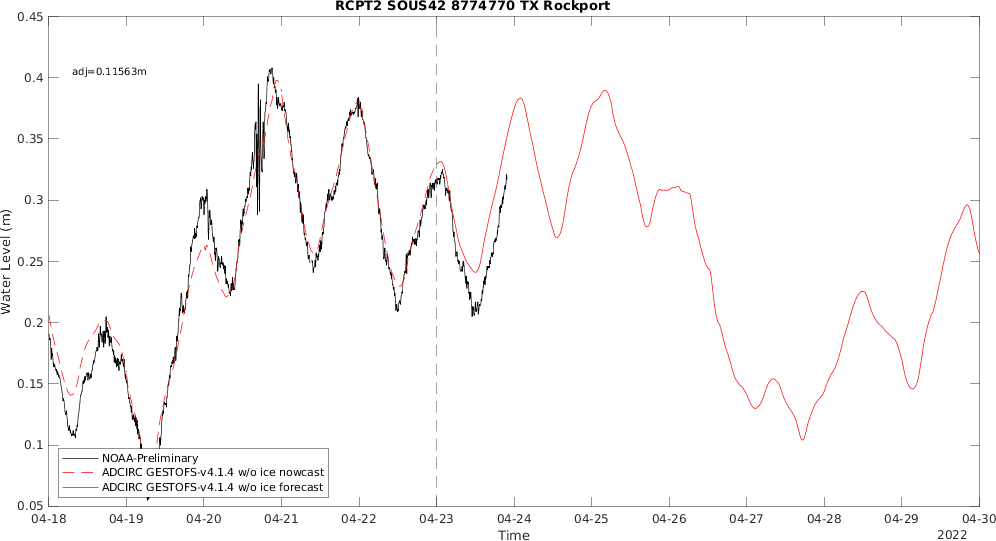 RCPT2 SOUS42 8774770 TX Rockport
0.45
0.4
0.35
0.3
0.25
0.2
0.15
0.1
0.05
Water Level (m)
adj=0.11563m
NOAA-Preliminary
ADCIRC GESTOFS-v4.1.4 w/o ice nowcast
ADCIRC GESTOFS-v4.1.4 w/o ice forecast
04-18 04-19 04-20 04-21 04-22 04-23 04-24 04-25 04-26 04-27 04-28 04-29 04-30
Time
2022